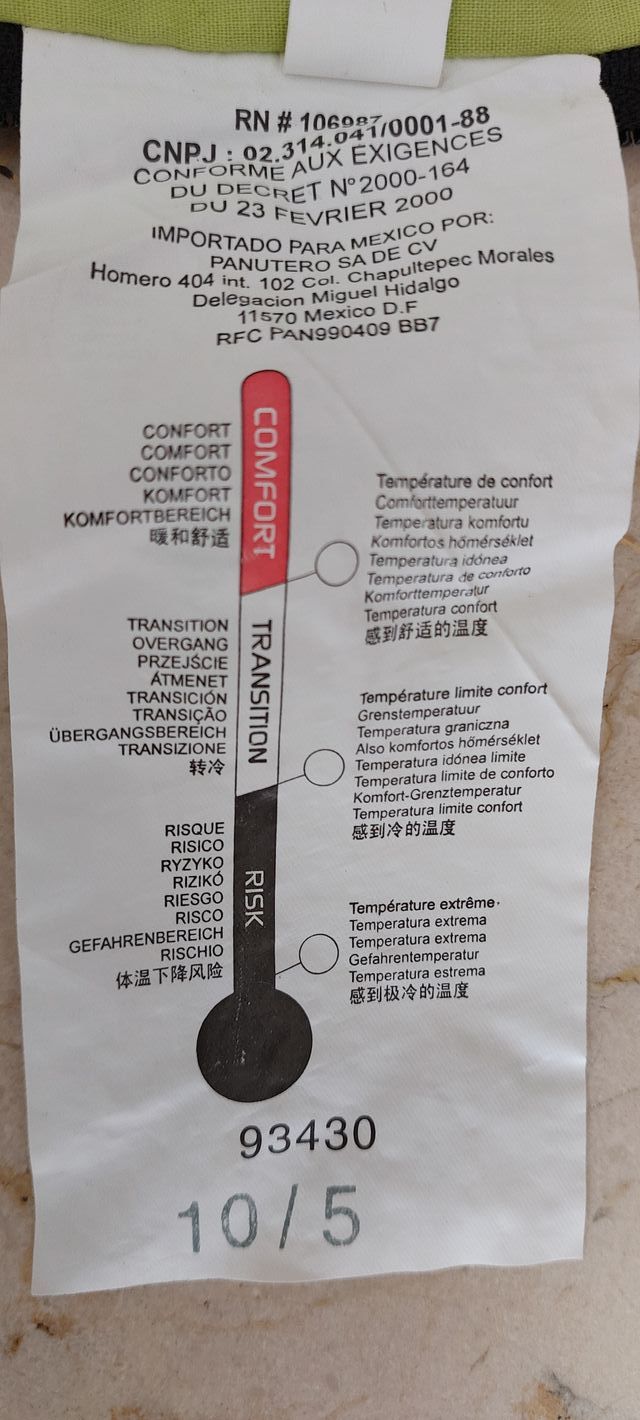 RN # 106987
CNPJ : 02.314.041/0001-88
CONFORME AUX EXIGENCES
DU DECRET N°2000-164
DU 23 FEVRIER 2000
IMPORTADO PARA MEXICO POR:
PANUTERO SA DE CV
Homero 404 int. 102 Col. Chapultepec Morales
Delegacion Miguel Hidalgo
11570 Mexico D.F
RFC PAN990409 BB7
CONFORT
COMFORT
CONFORTO
KOMFORT
KOMFORTBEREICH
暖和舒适
COMFORT
Température de confort
Comforttemperatuur
Temperatura komfortu
Komfortos hőmérséklet
Temperatura idónea
Temperatura de conforto
Komforttemperatur
Temperatura confort
感到舒适的温度
TRANSITION
OVERGANG
PRZEJŚCIE
ÁTMENET
TRANSICIÓN
TRANSIÇÃO
ÜBERGANGSBEREICH
TRANSIZIONE
转冷
TRANSITION
Température limite confort
Grenstemperatuur
Temperatura graniczna
Also komfortos hőmérséklet
Temperatura idónea limite
Temperatura limite de conforto
Komfort-Grenztemperatur
Temperatura limite confort
感到冷的温度
RISQUE
RISICO
RYZYKO
RIZIKÓ
RIESGO
RISCO
GEFAHRENBEREICH
RISCHIO
体温下降风险
RISK
Température extrême
Temperatura extrema
Temperatura extrema
Gefahrentemperatur
Temperatura estrema
感到极冷的温度
93430
10/5